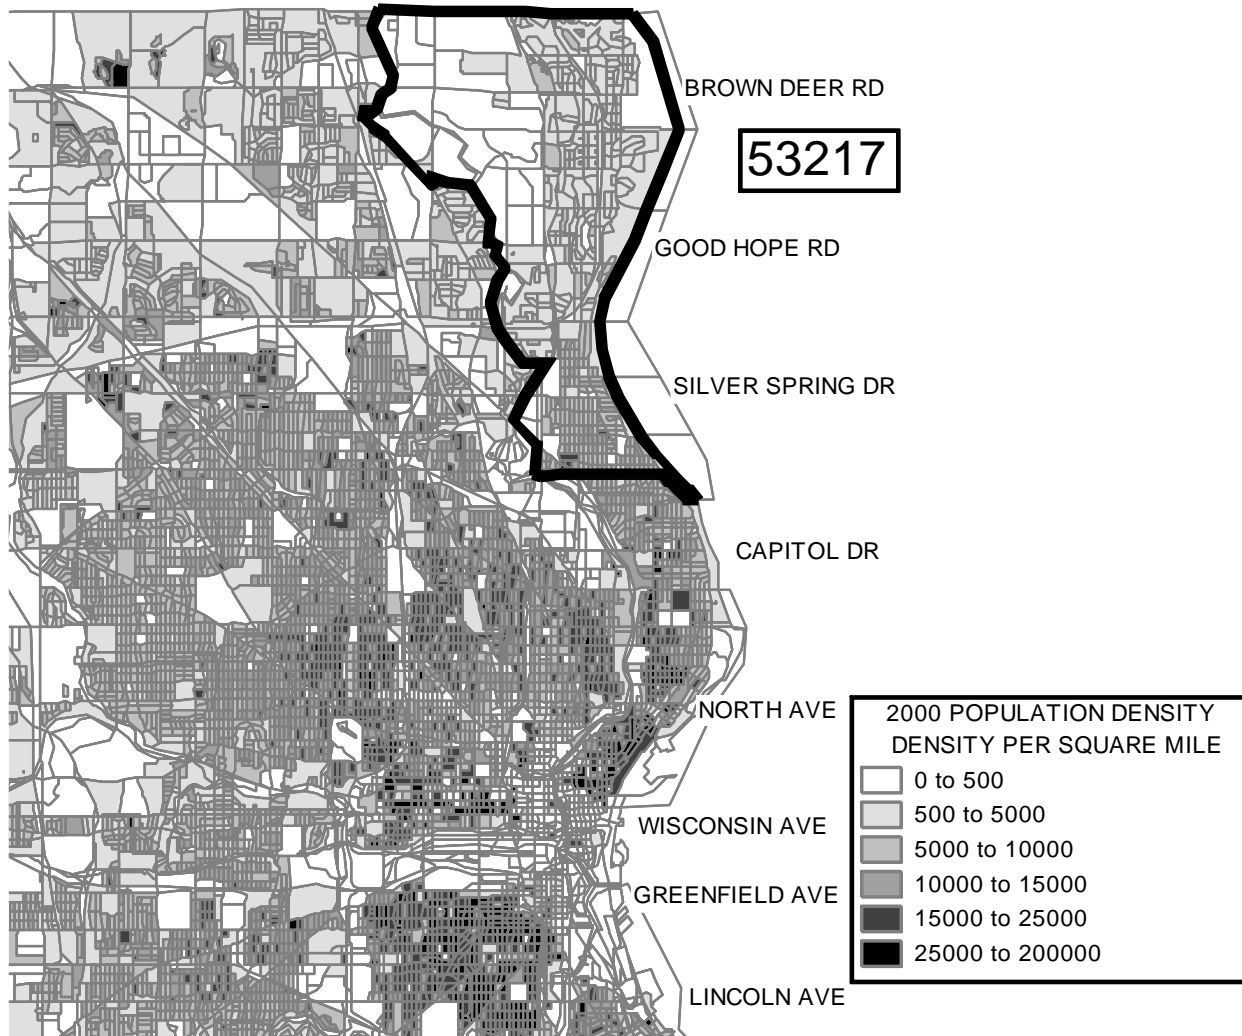 BROWN DEER RD
53217
GOOD HOPE RD
SILVER SPRING DR
CAPITOL DR
NORTH AVE
WISCONSIN AVE
GREENFIELD AVE
LINCOLN AVE
2000 POPULATION DENSITY
DENSITY PER SQUARE MILE
0 to 500
500 to 5000
5000 to 10000
10000 to 15000
15000 to 25000
25000 to 200000